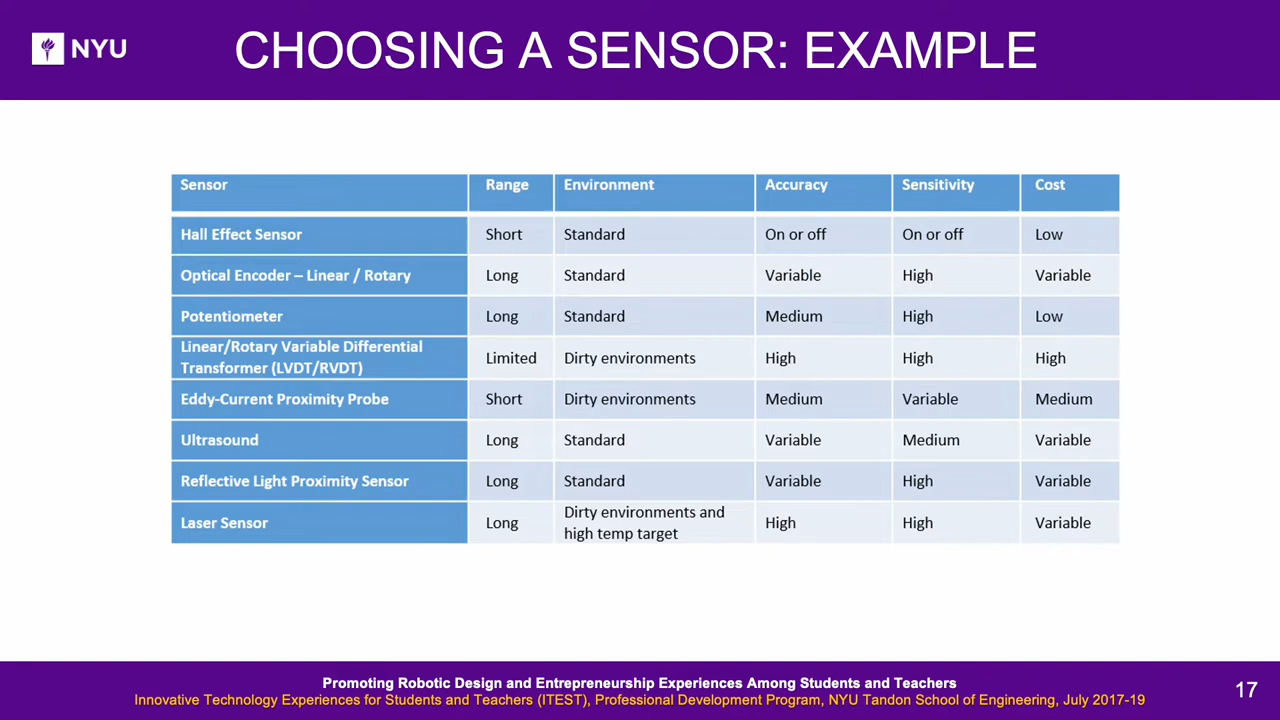 NYU
CHOOSING A SENSOR: EXAMPLE
Sensor Range Environment Accuracy Sensitivity Cost
Hall Effect Sensor Short Standard On or off On or off Low
Optical Encoder – Linear / Rotary Long Standard Variable High Variable
Potentiometer Long Standard Medium High Low
Linear/Rotary Variable Differential
Transformer (LVDT/RVDT) Limited Dirty environments High High High
Eddy-Current Proximity Probe Short Dirty environments Medium Variable Medium
Ultrasound Long Standard Variable Medium Variable
Reflective Light Proximity Sensor Long Standard Variable High Variable
Laser Sensor Long Dirty environments and
high temp target High High Variable
Promoting Robotic Design and Entrepreneurship Experiences Among Students and Teachers
Innovative Technology Experiences for Students and Teachers (ITEST), Professional Development Program, NYU Tandon School of Engineering, July 2017-19
17